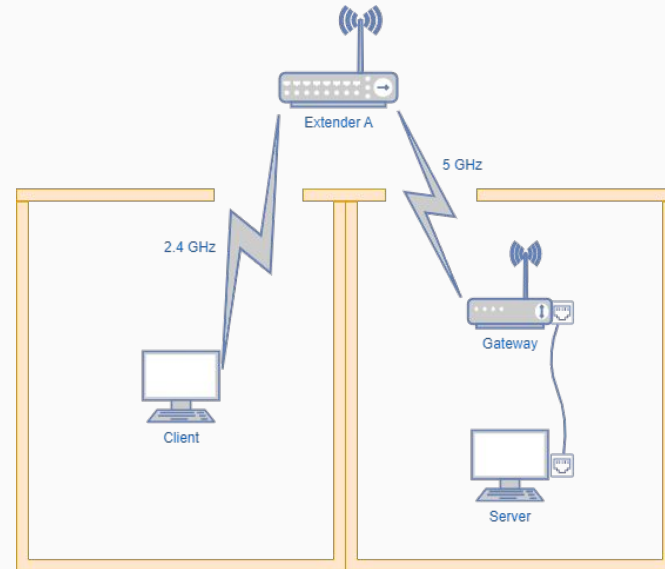 Extender A
5 GHz
2.4 GHz
Gateway
Client
Server